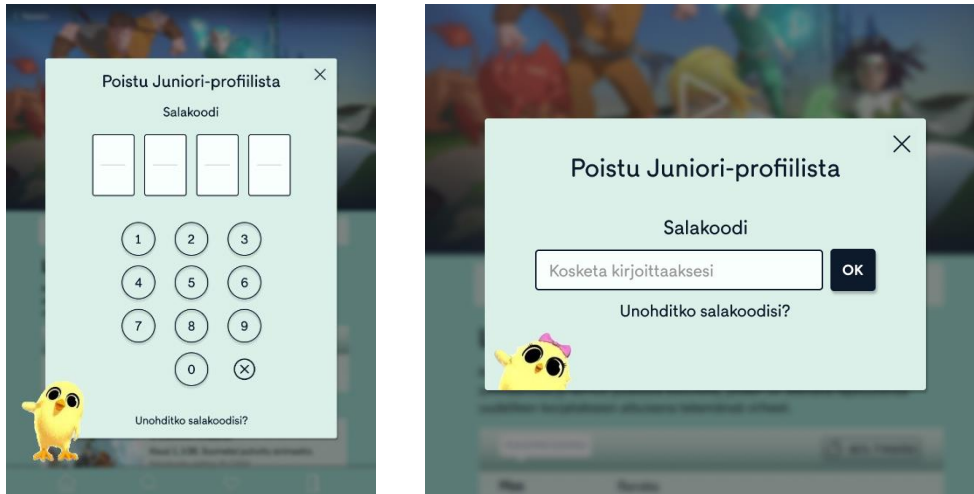 Poistu Juniori-profiilista
Salakoodi
1 2 3
4 5 6
7 8 9
0
Unohditko salakoodisi?
Poistu Juniori-profiilista
Salakoodi
Kosketa kirjoittaaksesi OK
Unohditko salakoodisi?